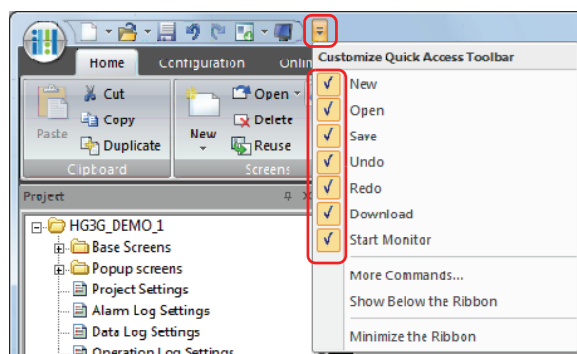 Customize Quick Access Toolbar
Home
Configuration
Onlin
Cut
Copy
Paste
Duplicate
Clipboard
New
Open
Delete
Reuse
Screens
New
Open
Save
Undo
Redo
Download
Start Monitor
More Commands...
Show Below the Ribbon
Minimize the Ribbon
Project
HG3G_DEMO_1
Base Screens
Popup screens
Project Settings
Alarm Log Settings
Data Log Settings
Operation Log Settings